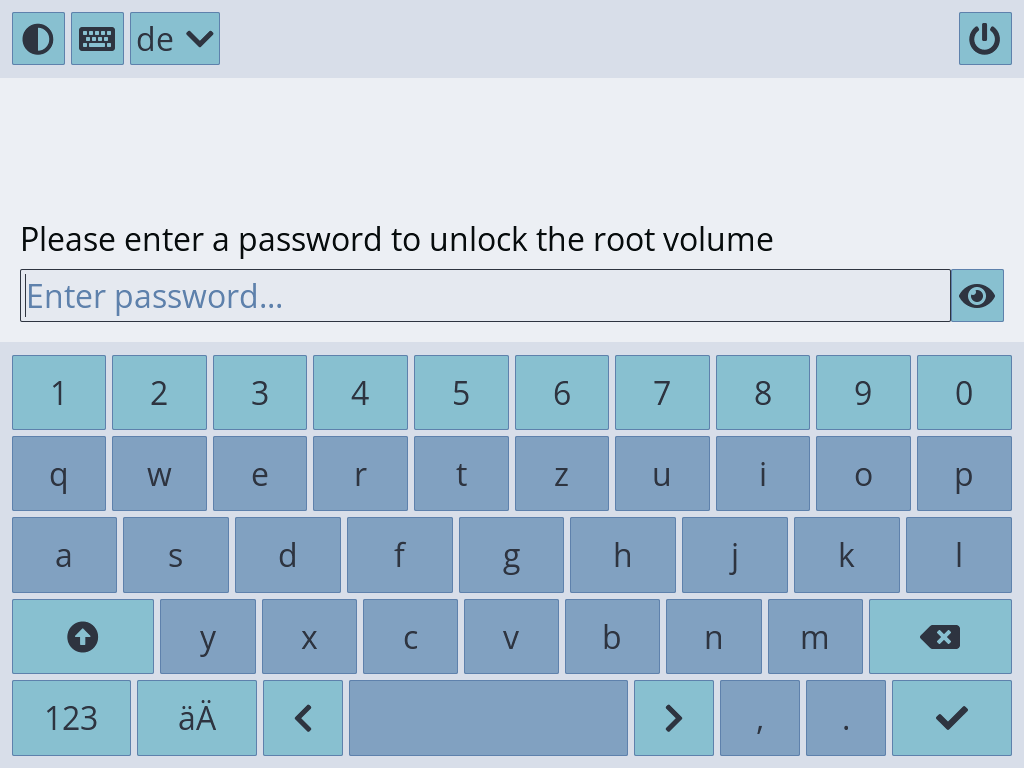 de
Please enter a password to unlock the root volume
Enter password...
1 2 3 4 5 6 7 8 9 0
q w e r t z u i o p
a s d f g h j k l
y x c v b n m
123 äÄ , .